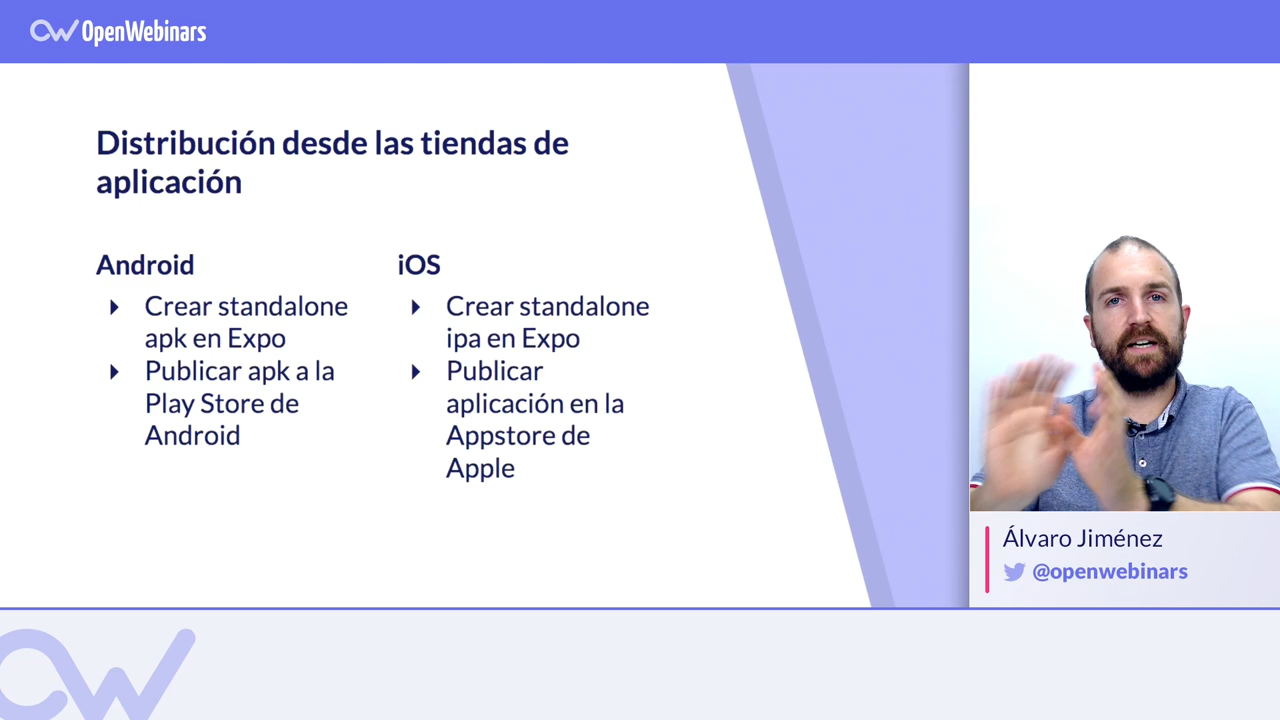 OpenWebinars
Distribución desde las tiendas de
aplicación
Android
Crear standalone
apk en Expo
Publicar apk a la
Play Store de
Android
iOS
Crear standalone
ipa en Expo
Publicar
aplicación en la
Appstore de
Apple
Álvaro Jiménez
@openwebinars